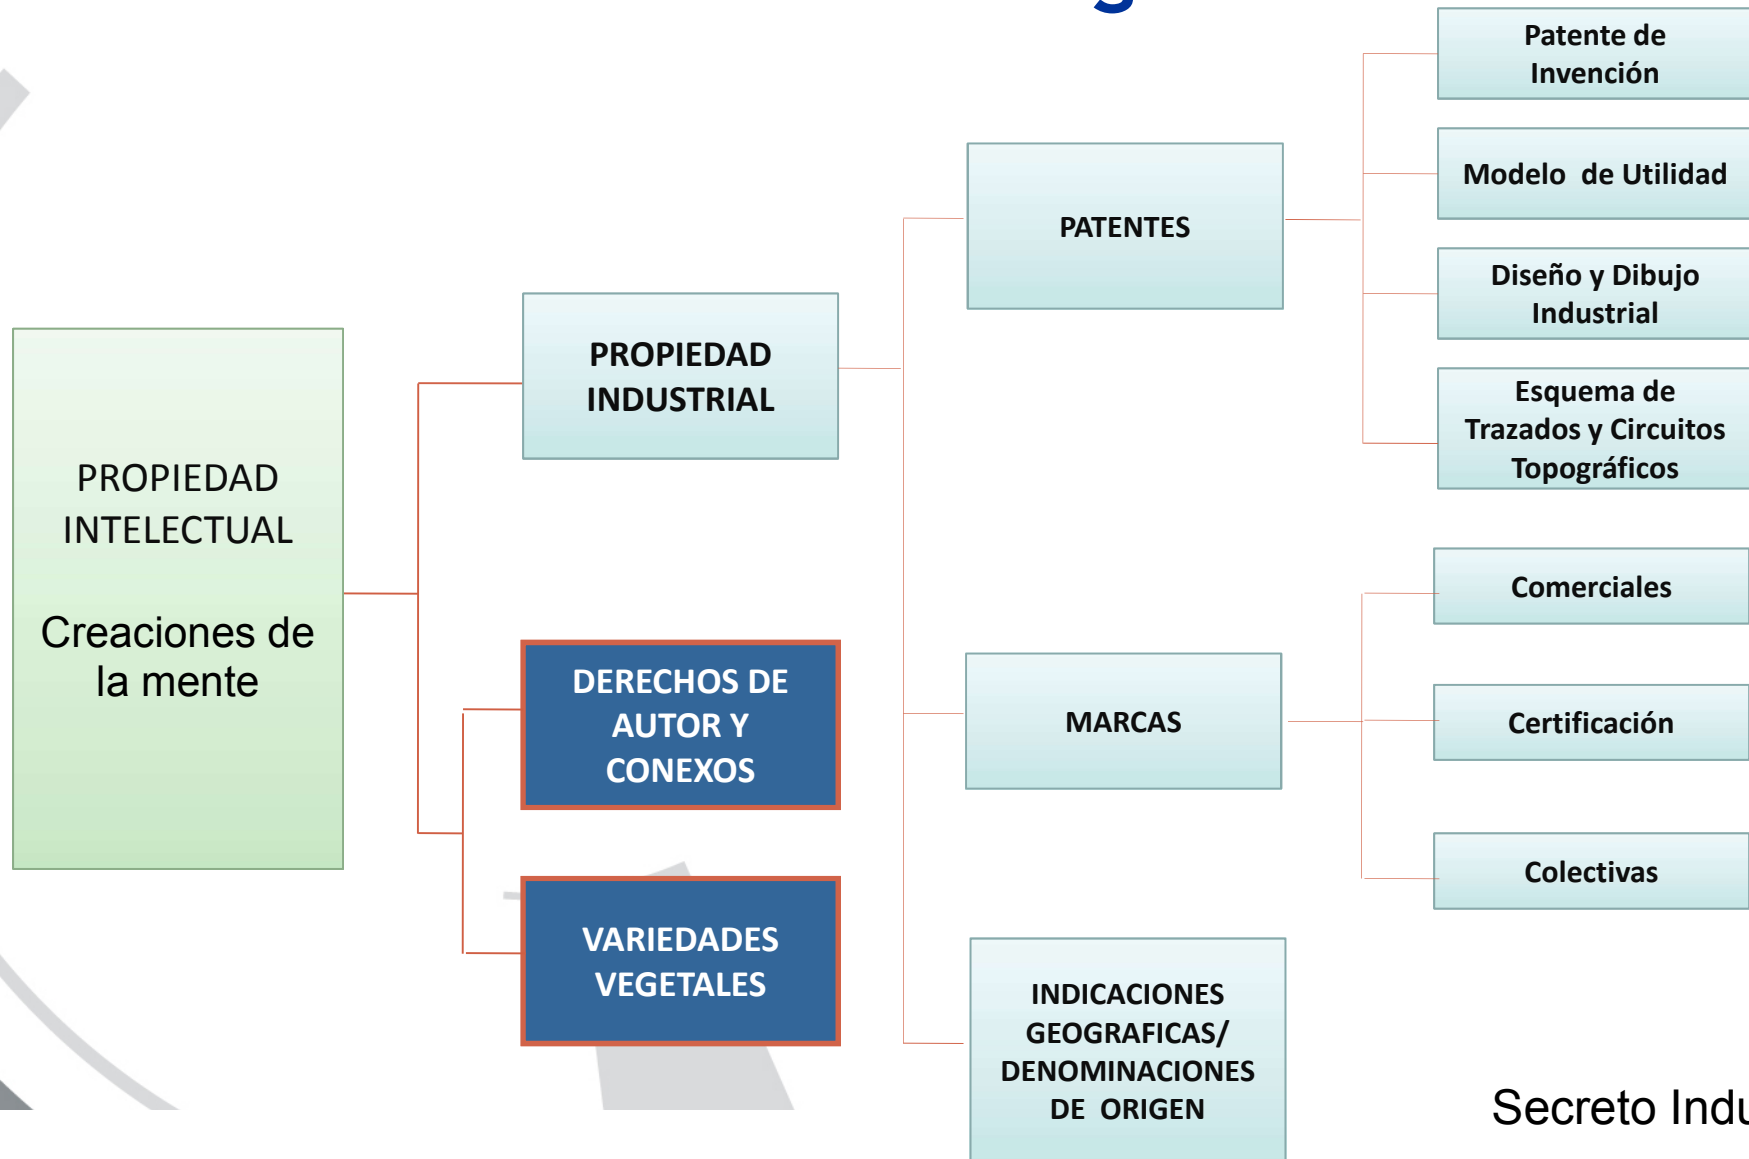 PROPIEDAD
INTELECTUAL
Creaciones de
la mente
PROPIEDAD
INDUSTRIAL
DERECHOS DE
AUTOR Y
CONEXOS
VARIEDADES
VEGETALES
PATENTES
MARCAS
INDICACIONES
GEOGRAFICAS/
DENOMINACIONES
DE ORIGEN
Patente de
Invención
Modelo de Utilidad
Diseño y Dibujo
Industrial
Esquema de
Trazados y Circuitos
Topográficos
Comerciales
Certificación
Colectivas
Secreto